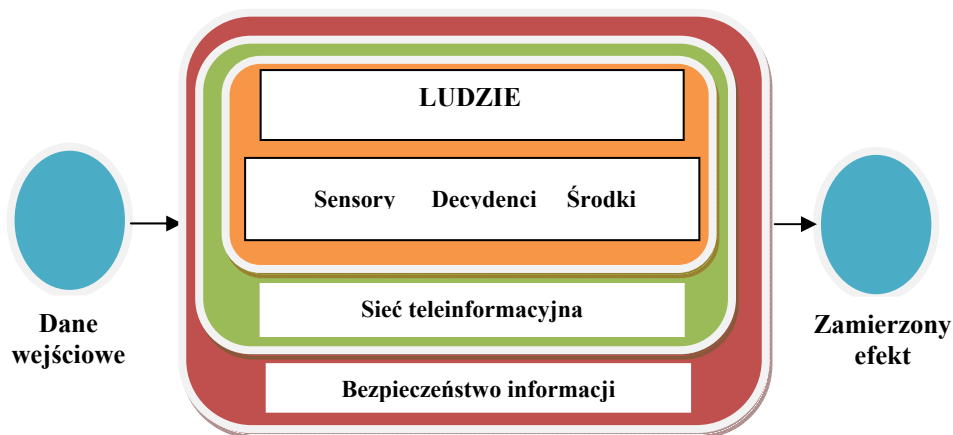 LUDZIE
Sensory Decydenci Środki
Sieć teleinformacyjna
Bezpieczeństwo informacji
Dane
wejściowe
Zamierzony
efekt